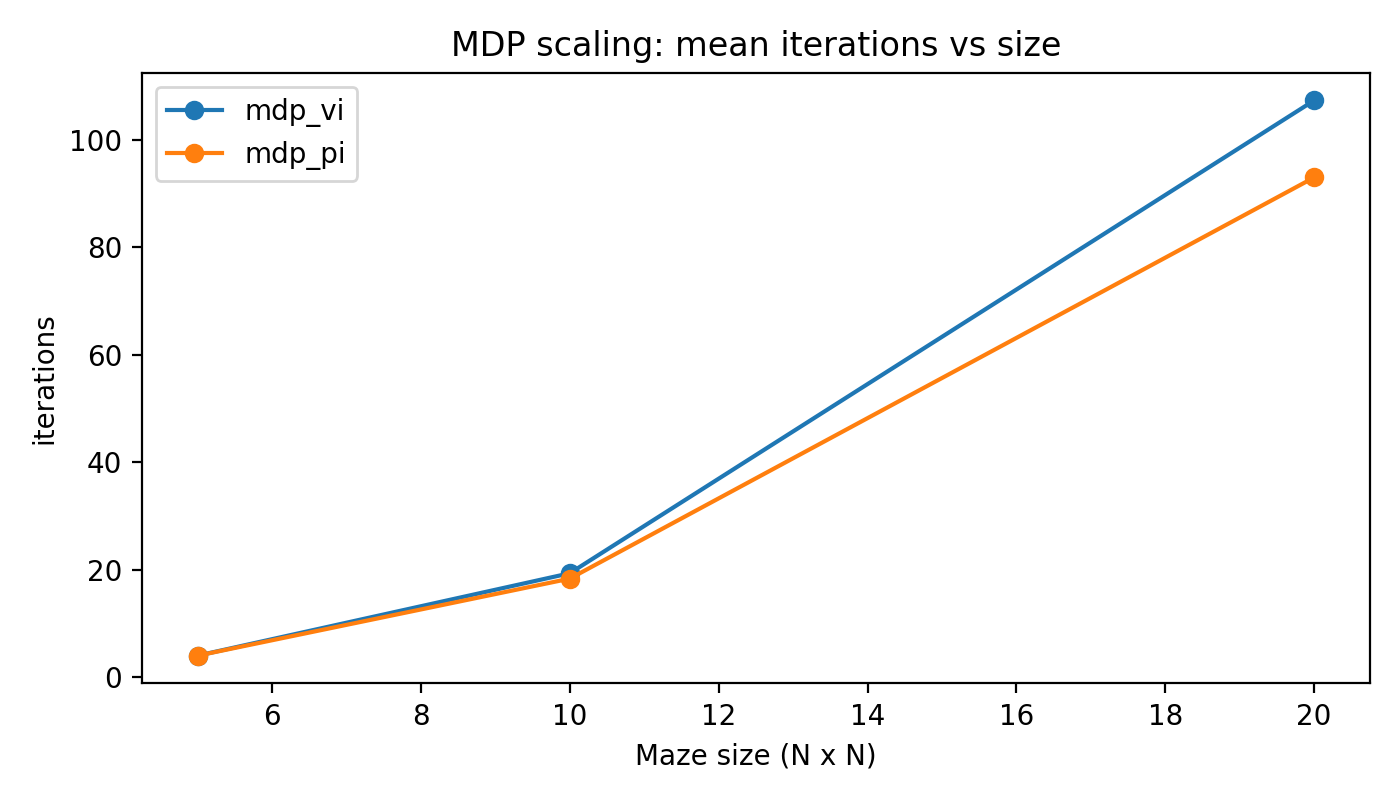 MDP scaling: mean iterations vs size
mdp_vi
mdp_pi
iterations
100
80
60
40
20
0
6 8 10 12 14 16 18 20
Maze size (N x N)